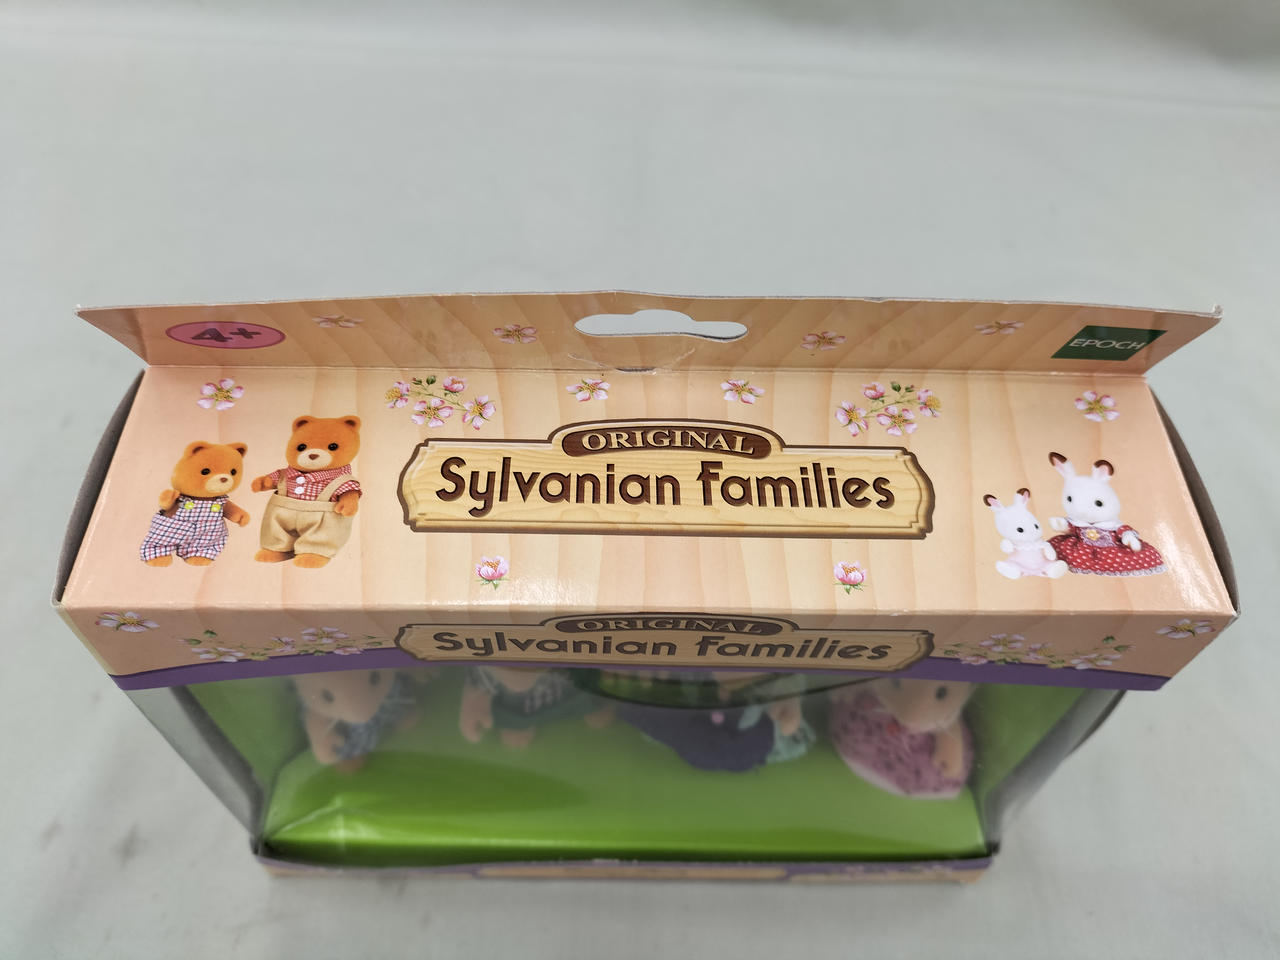 4+
EPOCH
ORIGINAL
Sylvanian Families
ORIGINAL
Sylvanian Families